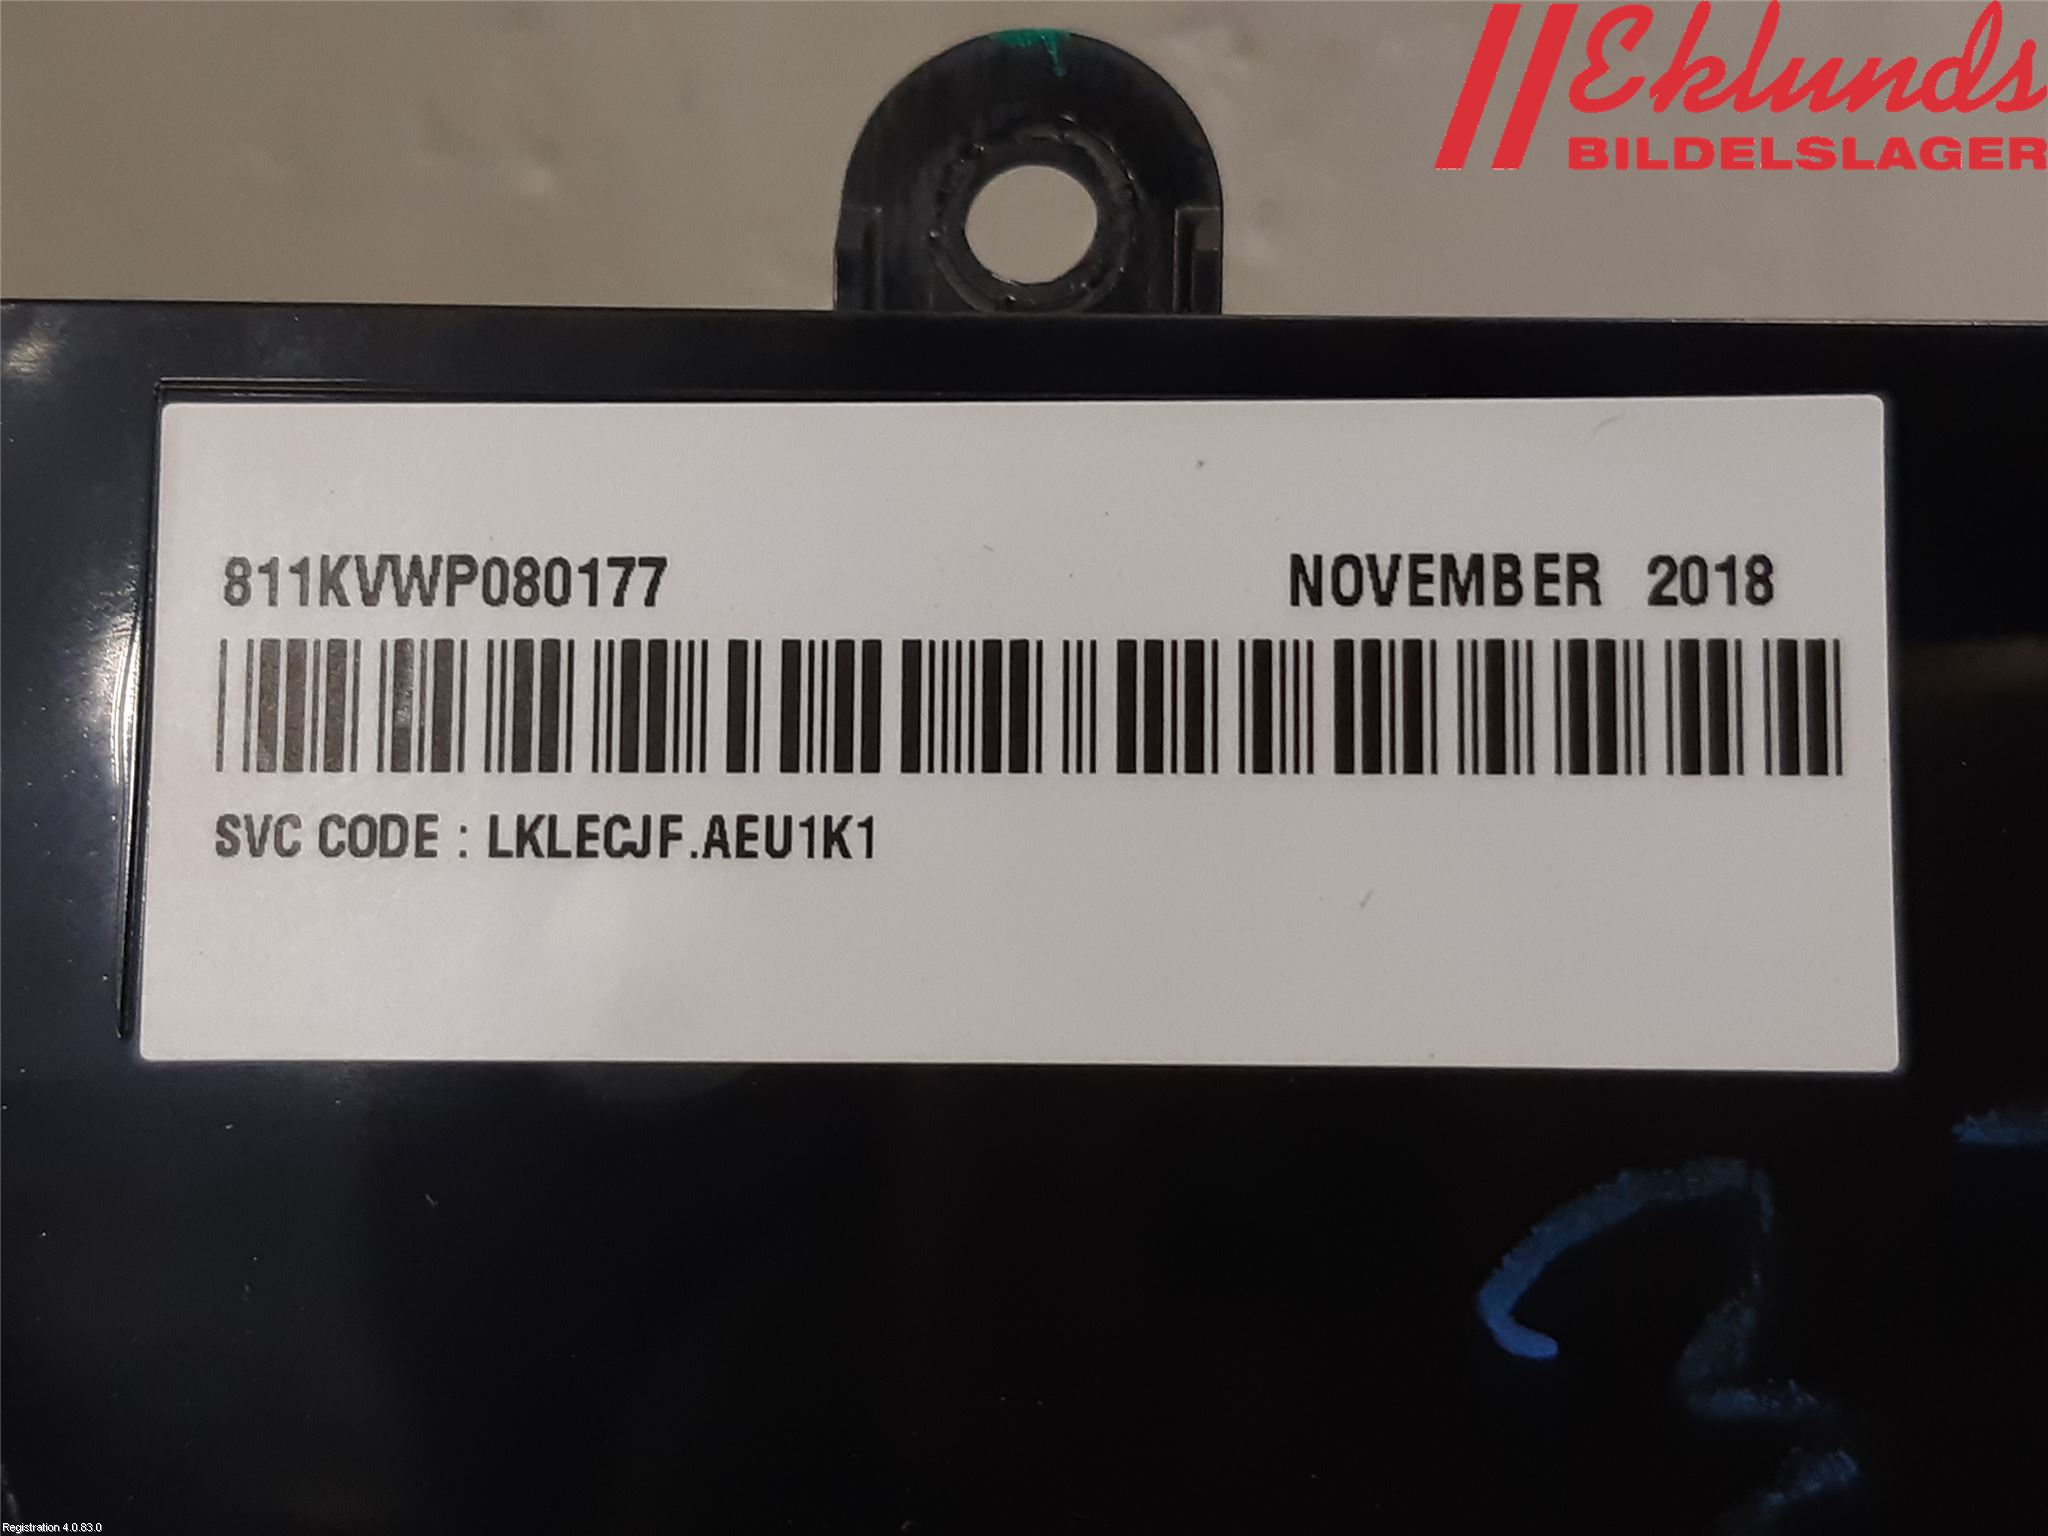 Eklunds
BILDELSLAGER
811KVWP080177 NOVEMBER 2018
SVC CODE : LKLECJF.AEU1K1
Registration 4.0.83.0